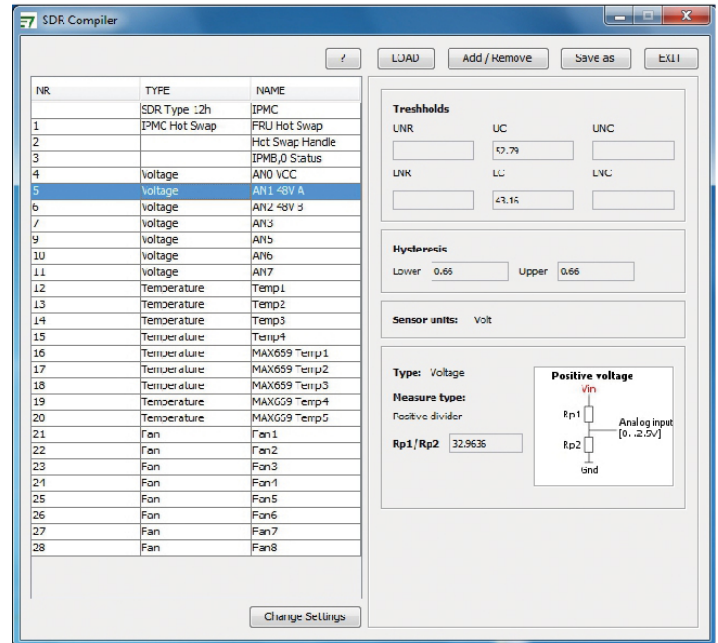 SDR Compiler
? LOAD Add / Remove Save as EXIT
NR TYPE NAME
SDR Type 12h IPMC
1 IPMC Hot Swap FRU Hot Swap
2 Hot Swap Handle
3 IPMB,0 Status
4 Voltage AN0 VCC
5 Voltage AN1 48V A
6 Voltage AN2 48V B
7 Voltage AN3
9 Voltage AN5
10 Voltage AN6
11 Voltage AN7
12 Temperature Temp1
13 Temperature Temp2
14 Temperature Temp3
15 Temperature Temp4
16 Temperature MAX659 Temp1
17 Temperature MAX659 Temp2
18 Temperature MAX659 Temp3
19 Temperature MAX659 Temp4
20 Temperature MAX659 Temp5
21 Fan Fan1
22 Fan Fan2
23 Fan Fan3
24 Fan Fan4
25 Fan Fan5
26 Fan Fan6
27 Fan Fan7
28 Fan Fan8
Change Settings
Treshholds
UNR UC UNC
52.79
LNR LC LNC
43.16
Hysteresis
Lower 0.66 Upper 0.66
Sensor units: Volt
Type: Voltage
Measure type:
Positive divider
Rp1/Rp2 32.9636
Positive voltage
Vin
Rp1
Analog input
[0...2.5V]
Rp2
Gnd